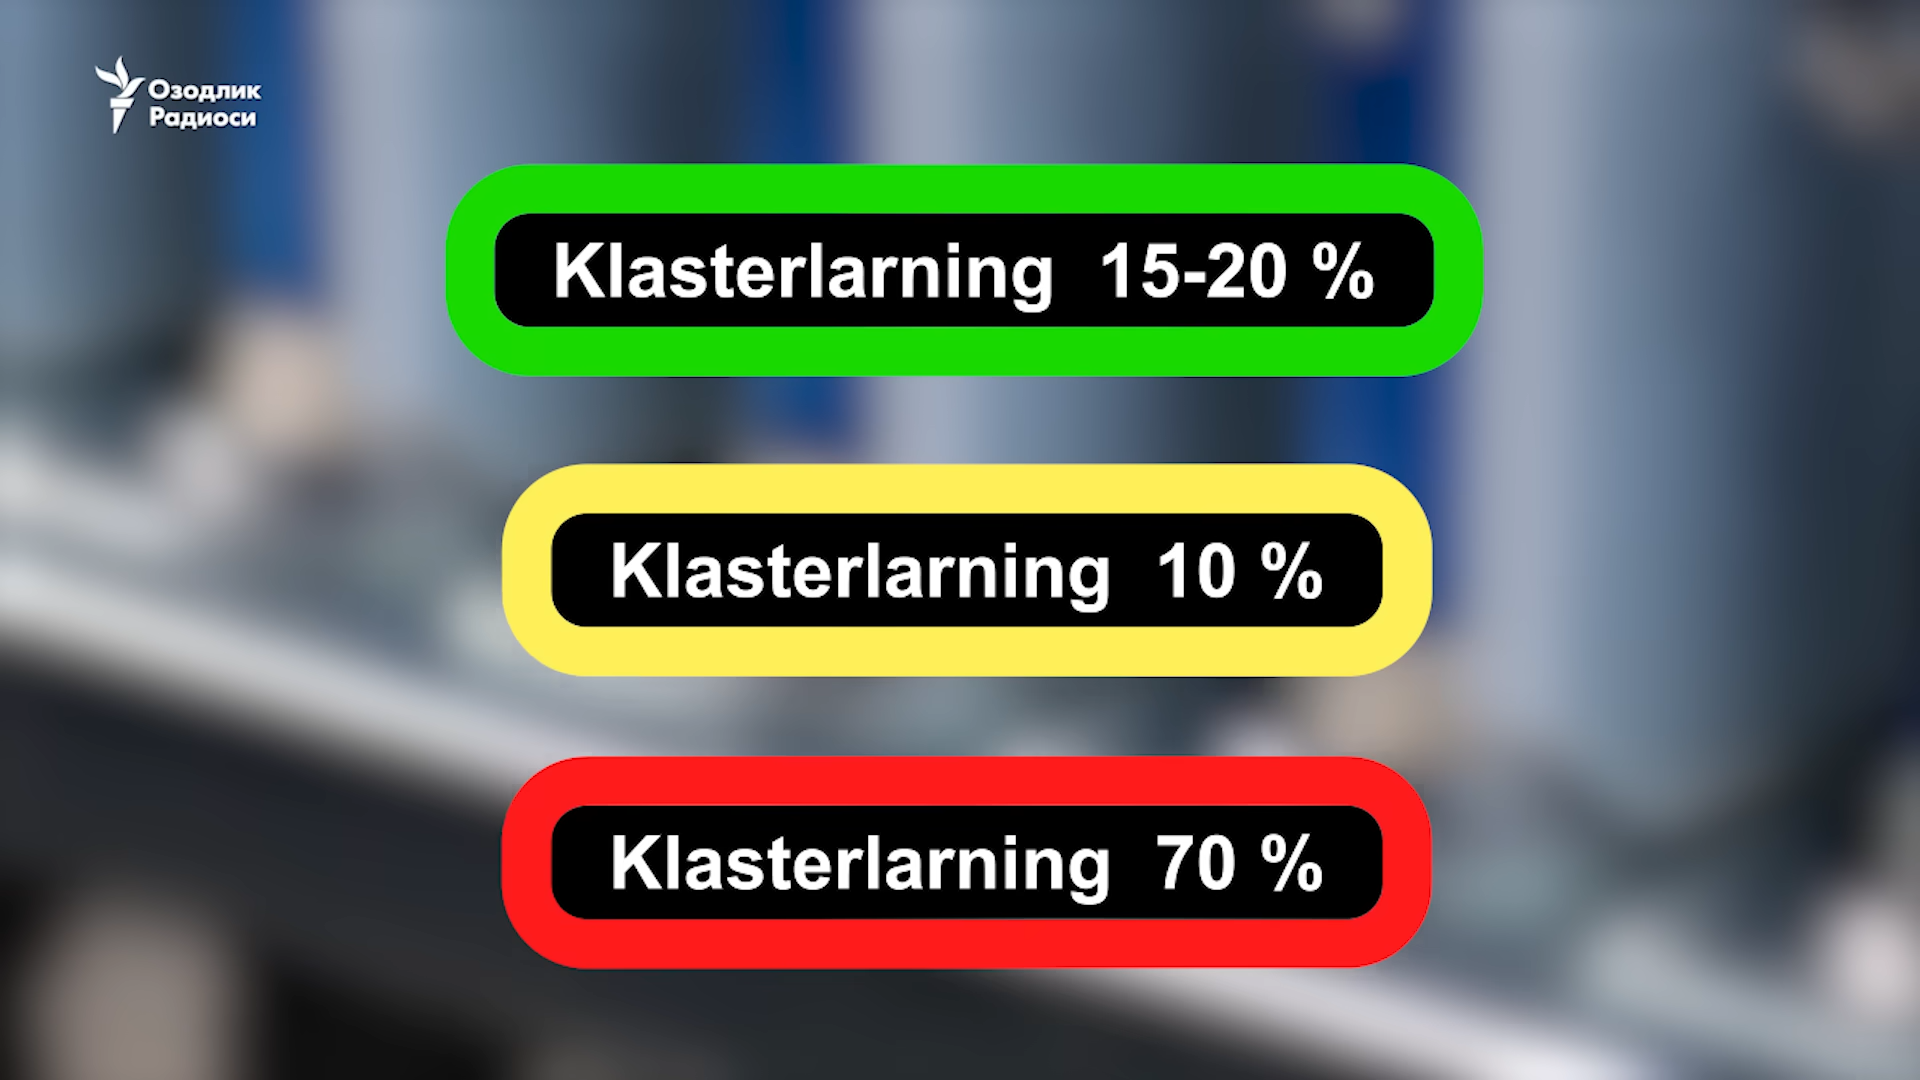 Озодлик
Радиоси
Klasterlarning 15-20 %
Klasterlarning 10 %
Klasterlarning 70 %